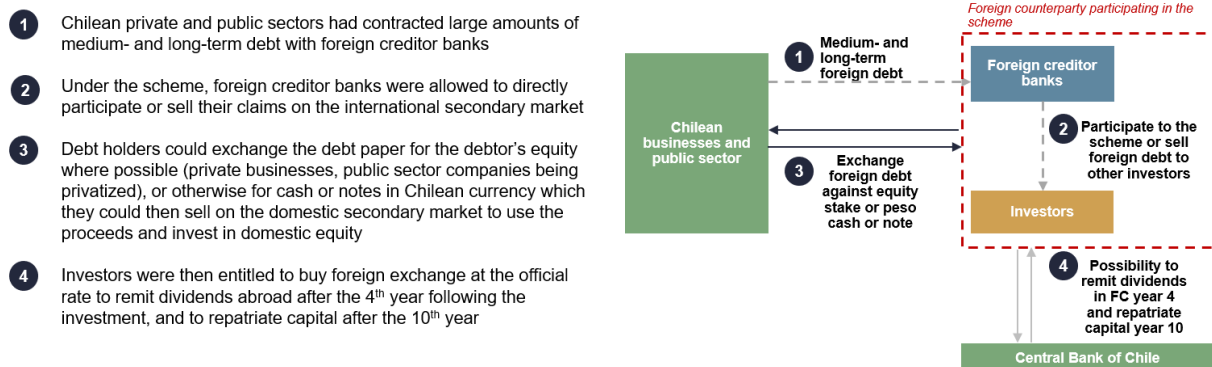 1
Chilean private and public sectors had contracted large amounts of
medium- and long-term debt with foreign creditor banks
2
Under the scheme, foreign creditor banks were allowed to directly
participate or sell their claims on the international secondary market
3
Debt holders could exchange the debt paper for the debtor's equity
where possible (private businesses, public sector companies being
privatized), or otherwise for cash or notes in Chilean currency which
they could then sell on the domestic secondary market to use the
proceeds and invest in domestic equity
4
Investors were then entitled to buy foreign exchange at the official
rate to remit dividends abroad after the 4th year following the
investment, and to repatriate capital after the 10th year
Foreign counterparty participating in the
scheme
Chilean
businesses and
public sector
1
Medium- and
long-term
foreign debt
Foreign creditor
banks
2
Participate to the
scheme or sell
foreign debt to
other investors
3
Exchange
foreign debt
against equity
stake or peso
cash or note
Investors
4
Possibility to
remit dividends
in FC year 4
and repatriate
capital year 10
Central Bank of Chile